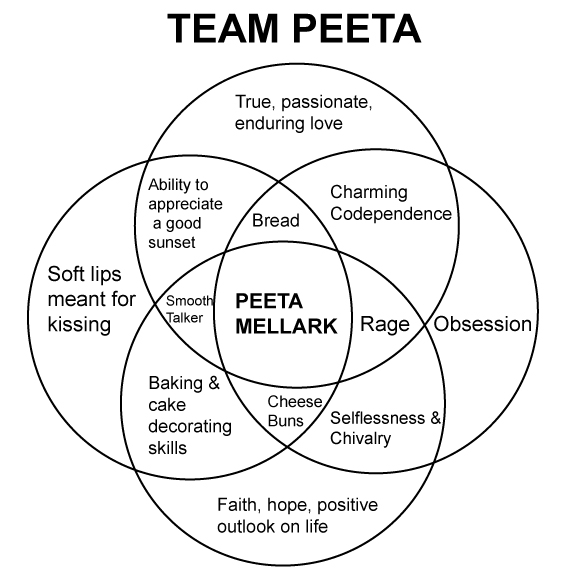 TEAM PEETA
True, passionate,
enduring love
Ability to
appreciate
a good
sunset
Bread
Charming
Codependence
Soft lips
meant for
kissing
Smooth
Talker
PEETA
MELLARK
Rage
Obsession
Baking &
cake
decorating
skills
Cheese
Buns
Selflessness &
Chivalry
Faith, hope, positive
outlook on life